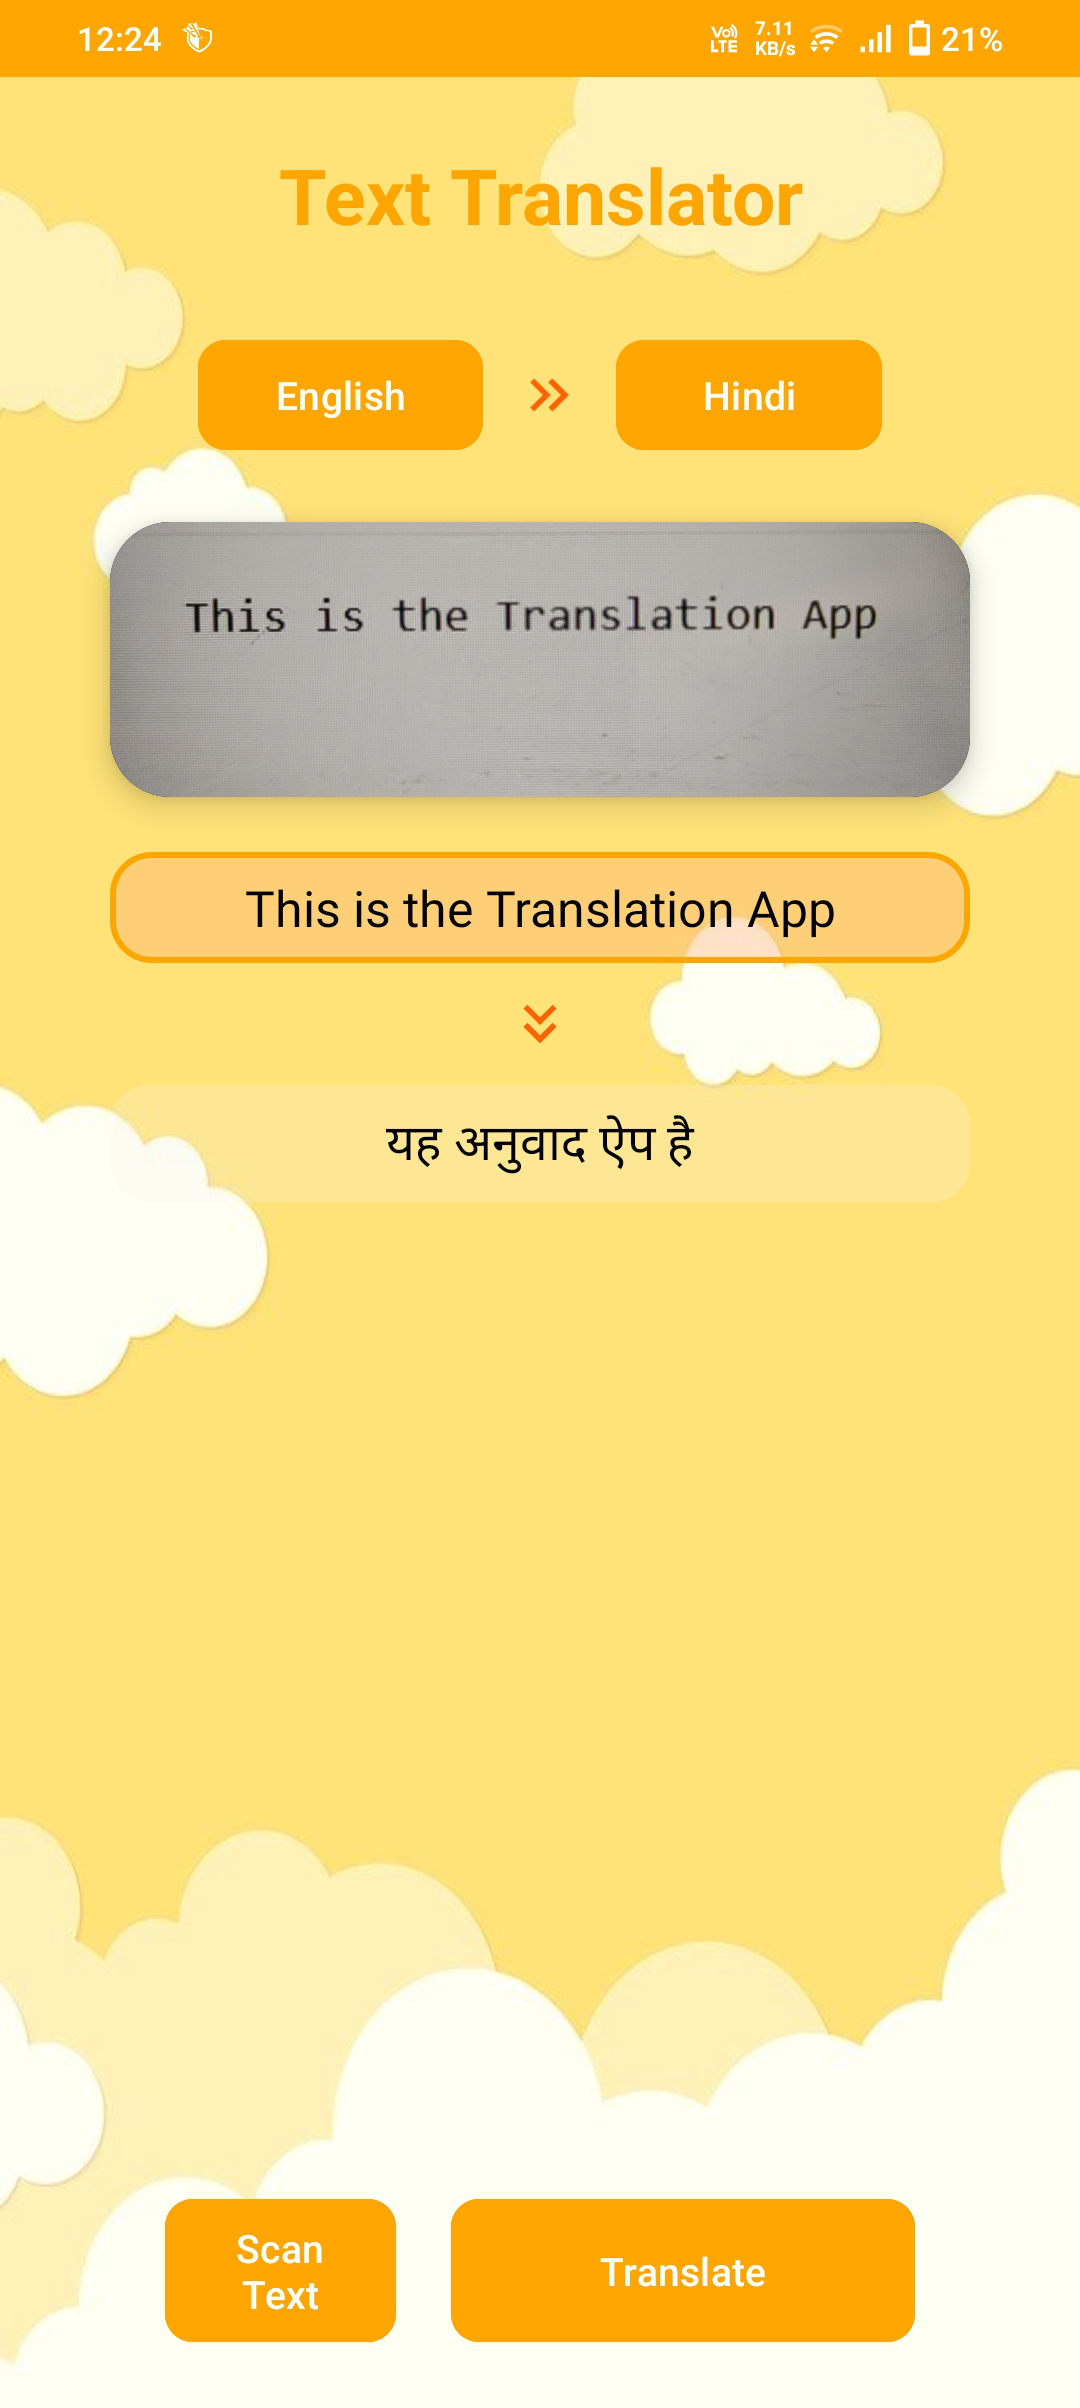 12:24
Vo)) LTE 7.11 KB/s 21%
Text Translator
English
Hindi
This is the Translation App
This is the Translation App
यह अनुवाद ऐप है
Scan
Text
Translate